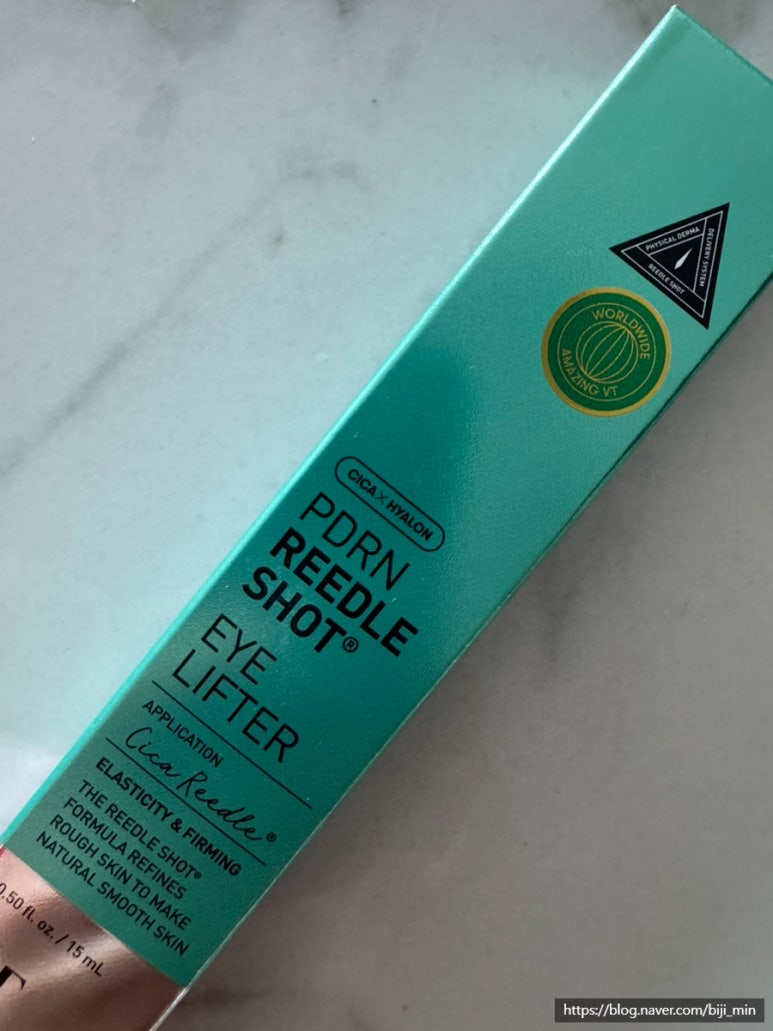 PHYSICAL DERMA
DELIVERY SYSTEM
REEDLE SHOT
WORLDWIDE
AMAZING VT
CICA × HYALON
PDRN
REEDLE
SHOT®
EYE
LIFTER
APPLICATION
Cica Reedle®
ELASTICITY & FIRMING
THE REEDLE SHOT®
FORMULA REFINES
ROUGH SKIN TO MAKE
NATURAL SMOOTH SKIN
0.50 fl. oz. / 15 mL
https://blog.naver.com/biji_min